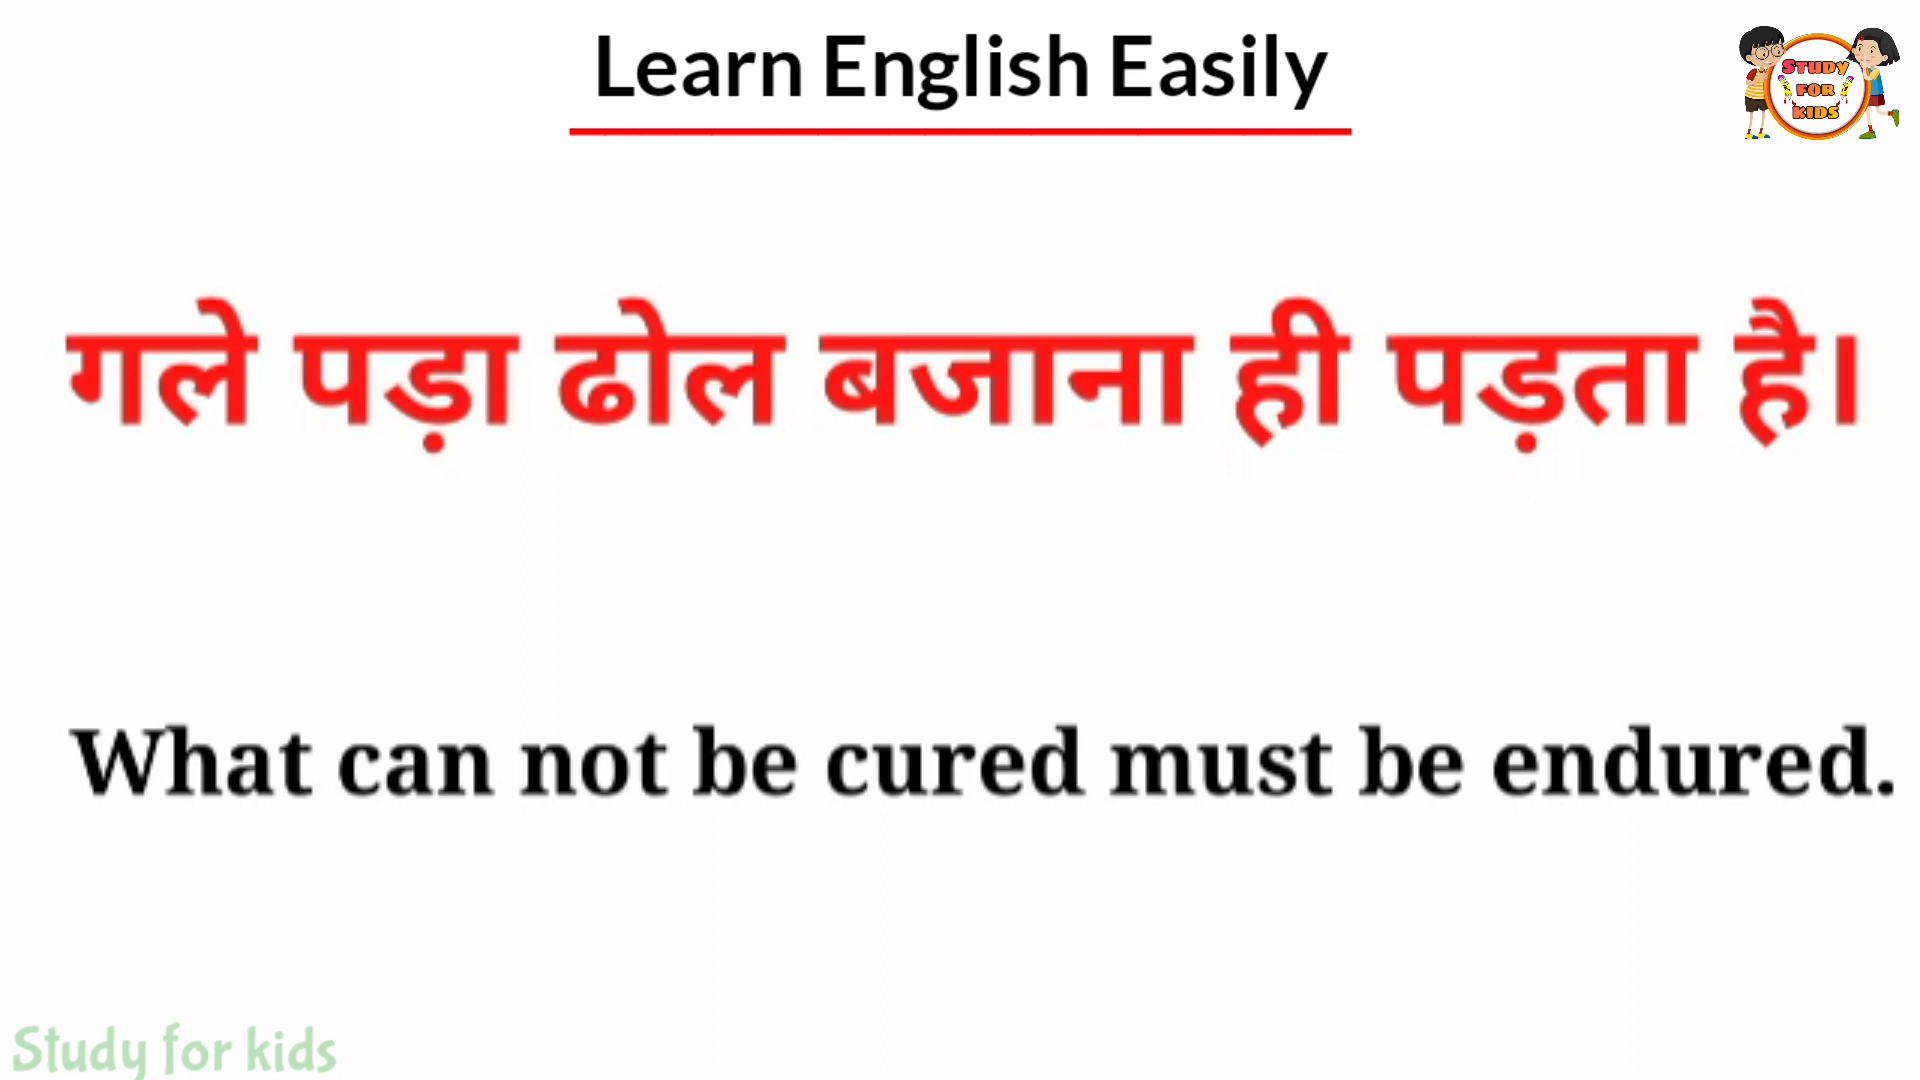 Learn English Easily
STUDY
FOR
KIDS
गले पड़ा ढोल बजाना ही पड़ता है।
What can not be cured must be endured.
Study for kids